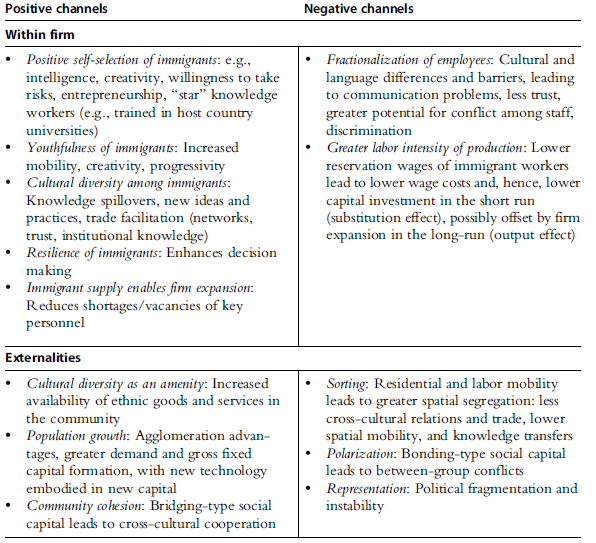 Positive channels
Negative channels
Within firm
• Positive self-selection of immigrants: e.g.,
intelligence, creativity, willingness to take
risks, entrepreneurship, “star” knowledge
workers (e.g., trained in host country
universities)
• Youthfulness of immigrants: Increased
mobility, creativity, progressivity
• Cultural diversity among immigrants:
Knowledge spillovers, new ideas and
practices, trade facilitation (networks,
trust, institutional knowledge)
• Resilience of immigrants: Enhances decision
making
• Immigrant supply enables firm expansion:
Reduces shortages/vacancies of key
personnel
• Fractionalization of employees: Cultural and
language differences and barriers, leading
to communication problems, less trust,
greater potential for conflict among staff,
discrimination
• Greater labor intensity of production: Lower
reservation wages of immigrant workers
lead to lower wage costs and, hence, lower
capital investment in the short run
(substitution effect), possibly offset by firm
expansion in the long-run (output effect)
Externalities
• Cultural diversity as an amenity: Increased
availability of ethnic goods and services in
the community
• Population growth: Agglomeration advan-
tages, greater demand and gross fixed
capital formation, with new technology
embodied in new capital
• Community cohesion: Bridging-type social
capital leads to cross-cultural cooperation
• Sorting: Residential and labor mobility
leads to greater spatial segregation: less
cross-cultural relations and trade, lower
spatial mobility, and knowledge transfers
• Polarization: Bonding-type social capital
leads to between-group conflicts
• Representation: Political fragmentation and
instability